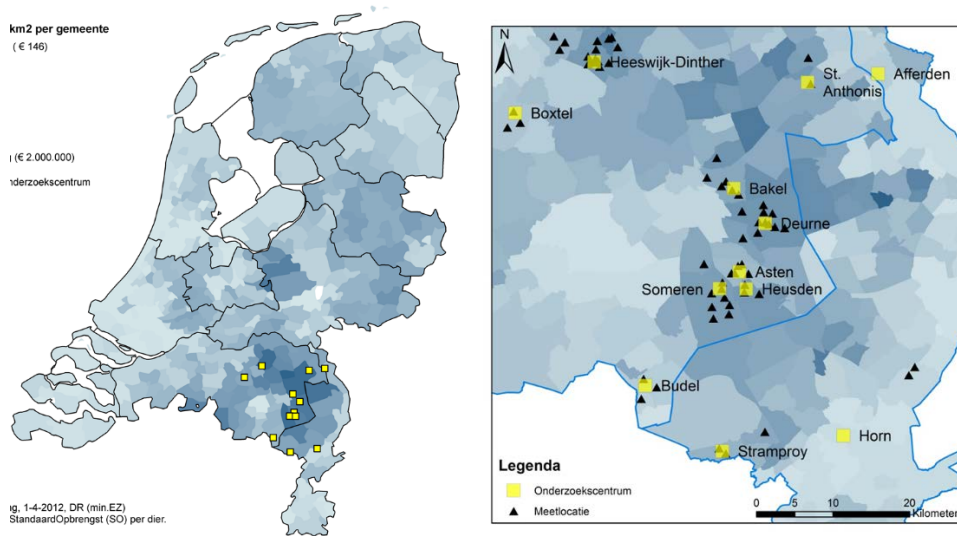 km2 per gemeente
( € 146)
(€ 2.000.000)
nderzoekscentrum
ng, 1-4-2012, DR (min.EZ)
StandaardOpbrengst (SO) per dier.
N
Heeswijk-Dinther
St.
Anthonis
Afferden
Boxtel
Bakel
Deurne
Asten
Someren
Heusden
Budel
Horn
Stramproy
Legenda
Onderzoekscentrum
Meetlocatie
0 5 10 20
Kilometer